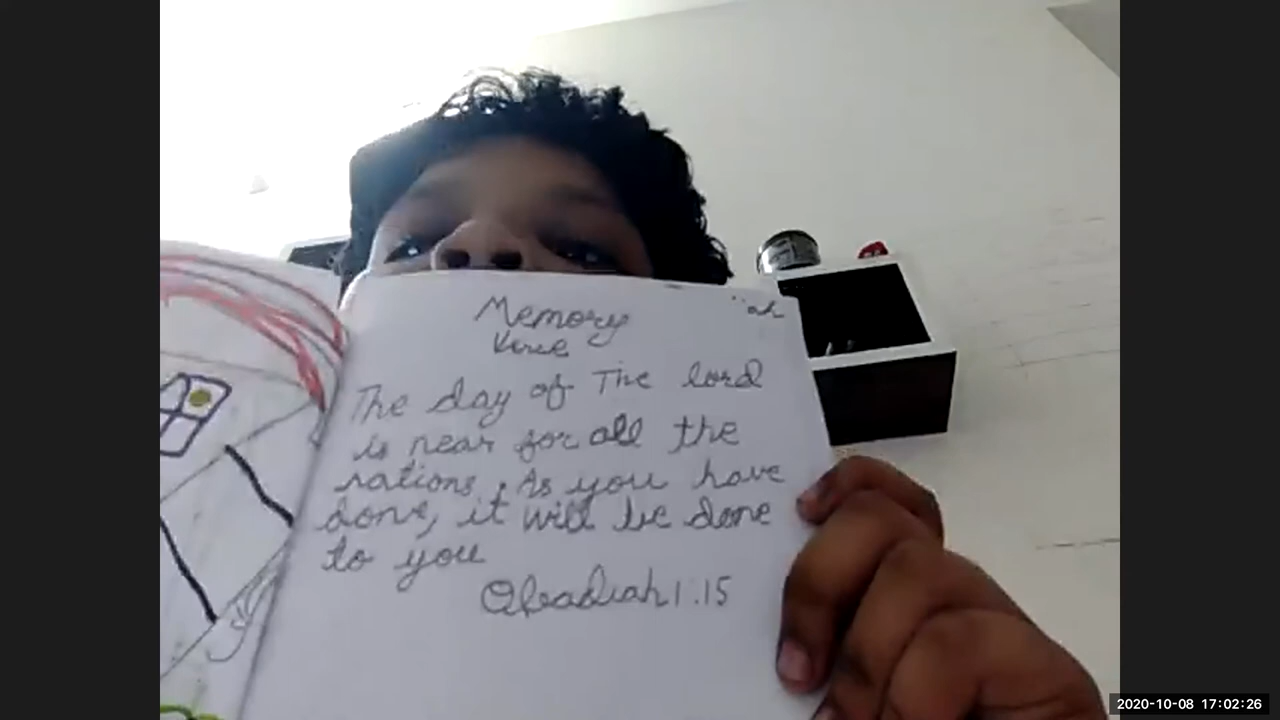 Memory
Verse
The day of The lord
is near for all the
nations. As you have
done, it will be done
to you
Obadiah 1:15
2020-10-08 17:02:26